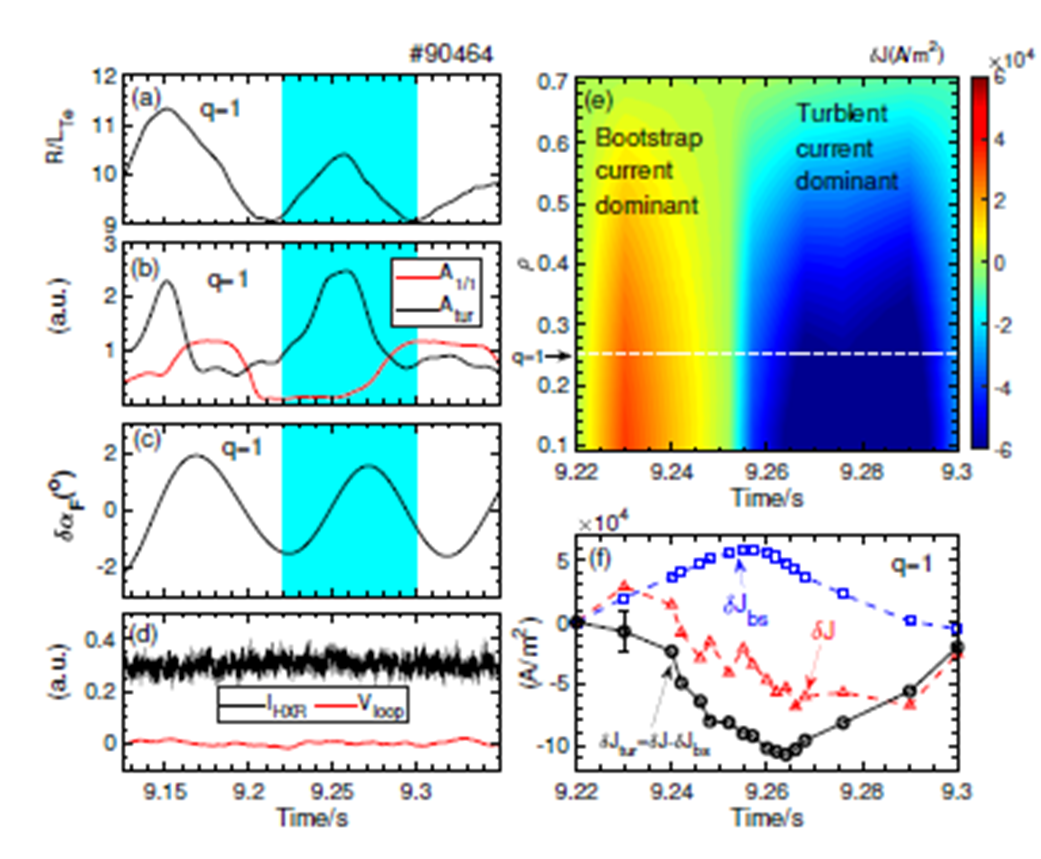 #90464
12
11
10
9
R/L_Te
(a)
q=1
3
2
1
(a.u.)
(b)
q=1
A_1/1
A_tur
2
0
-2
δα_F(°)
(c)
q=1
0.4
0.2
0
(a.u.)
(d)
I_HXR
V_loop
9.15
9.2
9.25
9.3
Time/s
δJ(A/m²)
×10⁴
0.7
0.6
0.5
0.4
0.3
0.2
0.1
ρ
q=1
(e)
Bootstrap
current
dominant
Turblent
current
dominant
6
4
2
0
-2
-4
-6
9.22
9.24
9.26
9.28
9.3
Time/s
×10⁴
5
0
-5
-10
(A/m²)
(f)
q=1
δJ_bs
δJ
δJ_tur=δJ-δJ_bs
9.22
9.24
9.26
9.28
9.3
Time/s